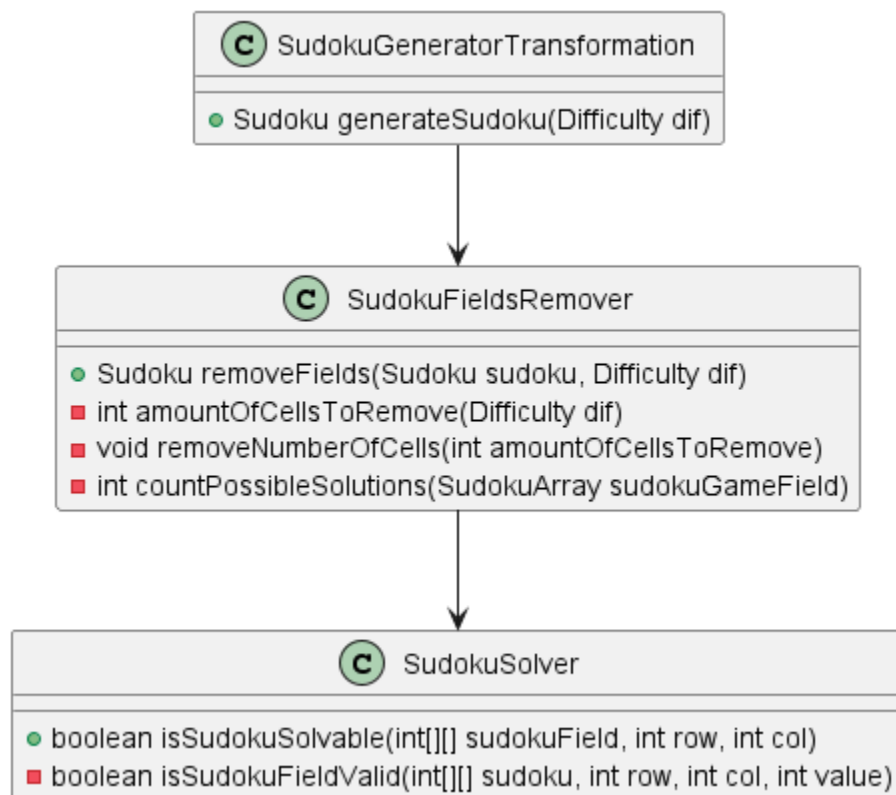 C SudokuGeneratorTransformation
Sudoku generateSudoku(Difficulty dif)
C SudokuFieldsRemover
Sudoku removeFields(Sudoku sudoku, Difficulty dif)
int amountOfCellsToRemove(Difficulty dif)
void removeNumberOfCells(int amountOfCellsToRemove)
int countPossibleSolutions(SudokuArray sudokuGameField)
C SudokuSolver
boolean isSudokuSolvable(int[][] sudokuField, int row, int col)
boolean isSudokuFieldValid(int[][] sudoku, int row, int col, int value)